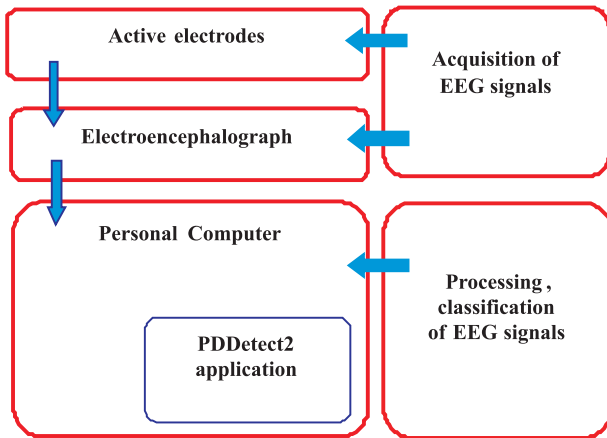 Active electrodes
Acquisition of
EEG signals
Electroencephalograph
Personal Computer
Processing ,
classification
of EEG signals
PDDetect2
application